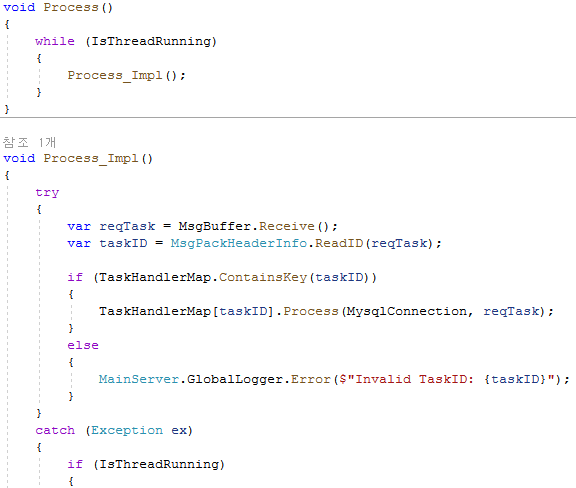 void Process()
{
    while (IsThreadRunning)
    {
        Process_Impl();
    }
}
참조 1개
void Process_Impl()
{
    try
    {
        var reqTask = MsgBuffer.Receive();
        var taskID = MsgPackHeaderInfo.ReadID(reqTask);
        if (TaskHandlerMap.ContainsKey(taskID))
        {
            TaskHandlerMap[taskID].Process(MysqlConnection, reqTask);
        }
        else
        {
            MainServer.GlobalLogger.Error($"Invalid TaskID: {taskID}");
        }
    }
    catch (Exception ex)
    {
        if (IsThreadRunning)
        {